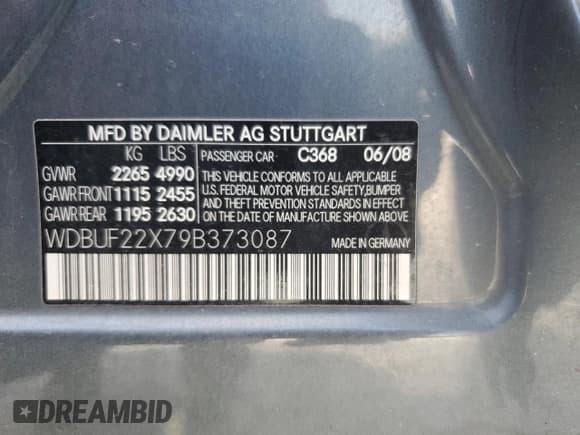 MFD BY DAIMLER AG STUTTGART
KG LBS PASSENGER CAR C368 06/08
GVWR 2265 4990 THIS VEHICLE CONFORMS TO ALL APPLICABLE
GAWR FRONT 1115 2455 U.S. FEDERAL MOTOR VEHICLE SAFETY, BUMPER
GAWR REAR 1195 2630 AND THEFT PREVENTION STANDARDS IN EFFECT ON THE DATE OF MANUFACTURE SHOWN ABOVE.
WDBUF22X79B373087 MADE IN GERMANY
DREAMBID